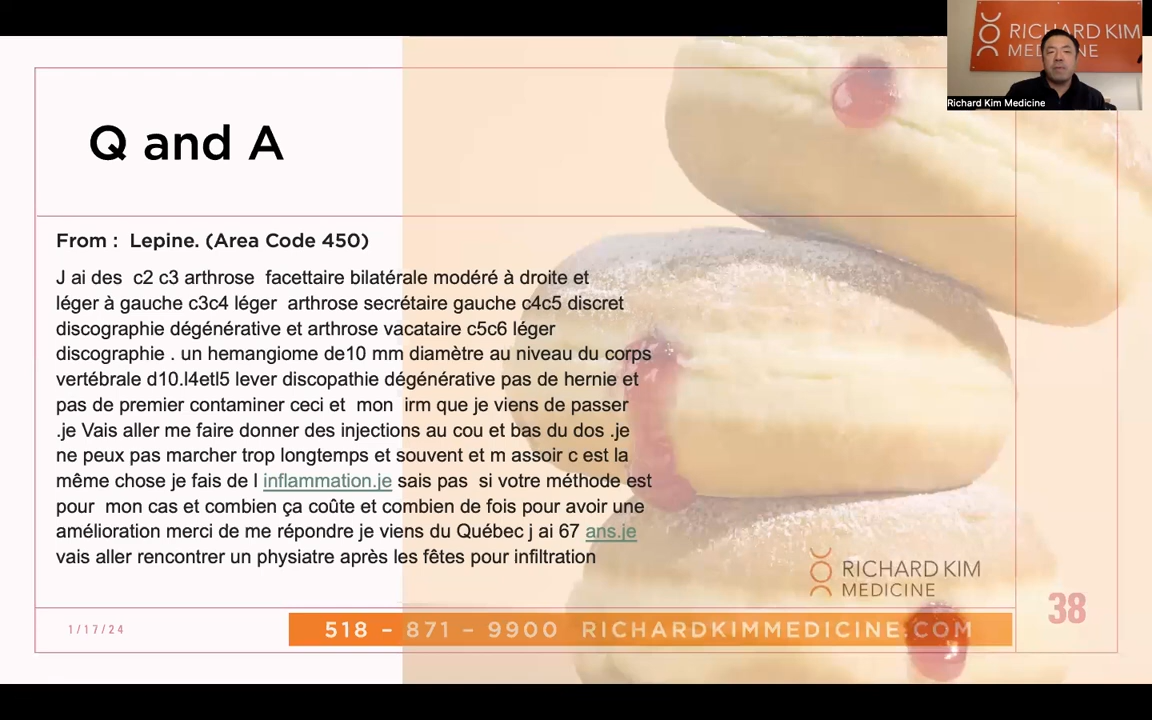 RICHARD KIM
MEDICINE
Richard Kim Medicine
Q and A
From : Lepine. (Area Code 450)
J ai des c2 c3 arthrose facettaire bilatérale modéré à droite et
léger à gauche c3c4 léger arthrose secrétaire gauche c4c5 discret
discographie dégénérative et arthrose vacataire c5c6 léger
discographie . un hemangiome de10 mm diamètre au niveau du corps
vertébrale d10.l4etl5 lever discopathie dégénérative pas de hernie et
pas de premier contaminer ceci et mon irm que je viens de passer
.je Vais aller me faire donner des injections au cou et bas du dos .je
ne peux pas marcher trop longtemps et souvent et m assoir c est la
même chose je fais de l inflammation.je sais pas si votre méthode est
pour mon cas et combien ça coûte et combien de fois pour avoir une
amélioration merci de me répondre je viens du Québec j ai 67 ans.je
vais aller rencontrer un physiatre après les fêtes pour infiltration
RICHARD KIM
MEDICINE
38
1/17/24
518 - 871 - 9900 RICHARDKIMMEDICINE.COM